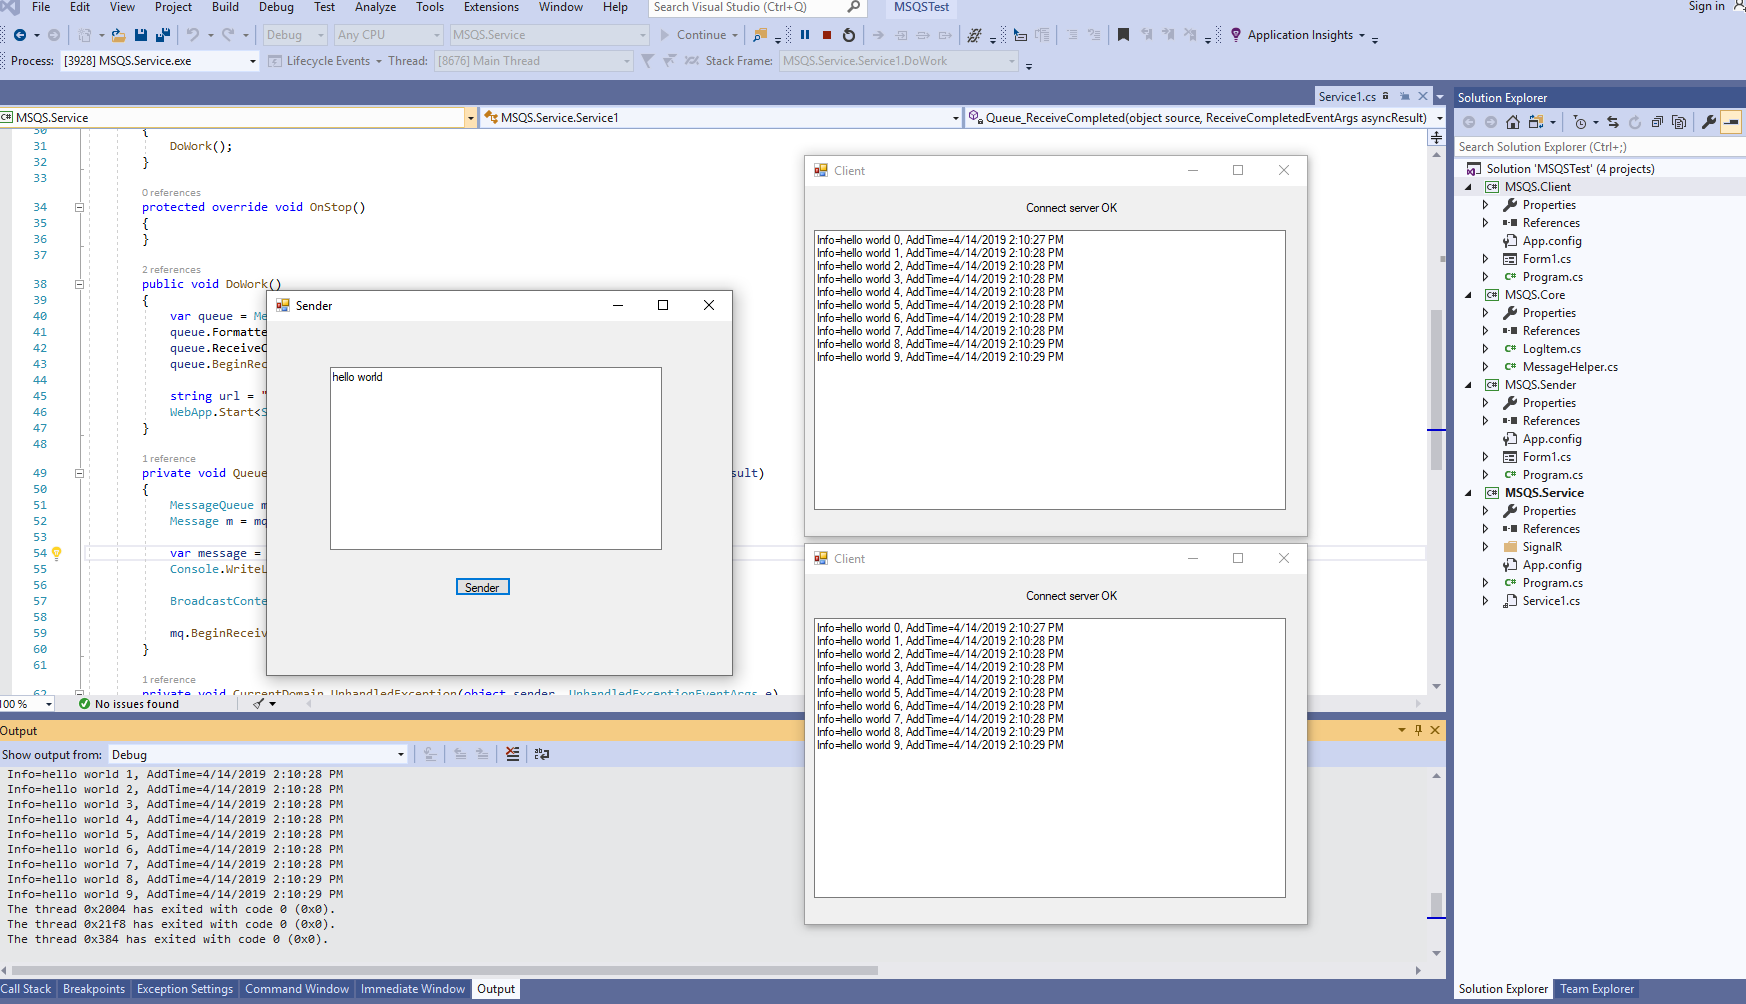 File Edit View Project Build Debug Test Analyze Tools Extensions Window Help Search Visual Studio (Ctrl+Q) MSQSTest Sign in
Debug Any CPU MSQS.Service Continue Application Insights
Process: [3928] MSQS.Service.exe Lifecycle Events Thread: [8676] Main Thread Stack Frame: MSQS.Service.Service1.DoWork
Service1.cs
C# MSQS.Service MSQS.Service.Service1 Queue_ReceiveCompleted(object source, ReceiveCompletedEventArgs asyncResult)
30 {
31 DoWork();
32 }
33
0 references
34 protected override void OnStop()
35 {
36 }
37
2 references
38 public void DoWork()
39 {
40 var queue = Me
41 queue.Formatte
42 queue.ReceiveC
43 queue.BeginRec
44
45 string url = "
46 WebApp.Start<S
47 }
48
1 reference
49 private void Queue sult)
50 {
51 MessageQueue m
52 Message m = mq
53
54 var message =
55 Console.WriteL
56
57 BroadcastConte
58
59 mq.BeginReceiv
60 }
61
1 reference
62 private void CurrentDomain_UnhandledException(object sender, UnhandledExceptionEventArgs e)
100 % No issues found
Sender
hello world
Sender
Client
Connect server OK
Info=hello world 0, AddTime=4/14/2019 2:10:27 PM
Info=hello world 1, AddTime=4/14/2019 2:10:28 PM
Info=hello world 2, AddTime=4/14/2019 2:10:28 PM
Info=hello world 3, AddTime=4/14/2019 2:10:28 PM
Info=hello world 4, AddTime=4/14/2019 2:10:28 PM
Info=hello world 5, AddTime=4/14/2019 2:10:28 PM
Info=hello world 6, AddTime=4/14/2019 2:10:28 PM
Info=hello world 7, AddTime=4/14/2019 2:10:28 PM
Info=hello world 8, AddTime=4/14/2019 2:10:29 PM
Info=hello world 9, AddTime=4/14/2019 2:10:29 PM
Client
Connect server OK
Info=hello world 0, AddTime=4/14/2019 2:10:27 PM
Info=hello world 1, AddTime=4/14/2019 2:10:28 PM
Info=hello world 2, AddTime=4/14/2019 2:10:28 PM
Info=hello world 3, AddTime=4/14/2019 2:10:28 PM
Info=hello world 4, AddTime=4/14/2019 2:10:28 PM
Info=hello world 5, AddTime=4/14/2019 2:10:28 PM
Info=hello world 6, AddTime=4/14/2019 2:10:28 PM
Info=hello world 7, AddTime=4/14/2019 2:10:28 PM
Info=hello world 8, AddTime=4/14/2019 2:10:29 PM
Info=hello world 9, AddTime=4/14/2019 2:10:29 PM
Output
Show output from: Debug
Info=hello world 1, AddTime=4/14/2019 2:10:28 PM
Info=hello world 2, AddTime=4/14/2019 2:10:28 PM
Info=hello world 3, AddTime=4/14/2019 2:10:28 PM
Info=hello world 4, AddTime=4/14/2019 2:10:28 PM
Info=hello world 5, AddTime=4/14/2019 2:10:28 PM
Info=hello world 6, AddTime=4/14/2019 2:10:28 PM
Info=hello world 7, AddTime=4/14/2019 2:10:28 PM
Info=hello world 8, AddTime=4/14/2019 2:10:29 PM
Info=hello world 9, AddTime=4/14/2019 2:10:29 PM
The thread 0x2004 has exited with code 0 (0x0).
The thread 0x21f8 has exited with code 0 (0x0).
The thread 0x384 has exited with code 0 (0x0).
Call Stack Breakpoints Exception Settings Command Window Immediate Window Output
Solution Explorer
Search Solution Explorer (Ctrl+;)
Solution 'MSQSTest' (4 projects)
C# MSQS.Client
Properties
References
App.config
Form1.cs
C# Program.cs
C# MSQS.Core
Properties
References
C# LogItem.cs
C# MessageHelper.cs
C# MSQS.Sender
Properties
References
App.config
Form1.cs
C# Program.cs
C# MSQS.Service
Properties
References
SignalR
App.config
C# Program.cs
Service1.cs
Solution Explorer Team Explorer